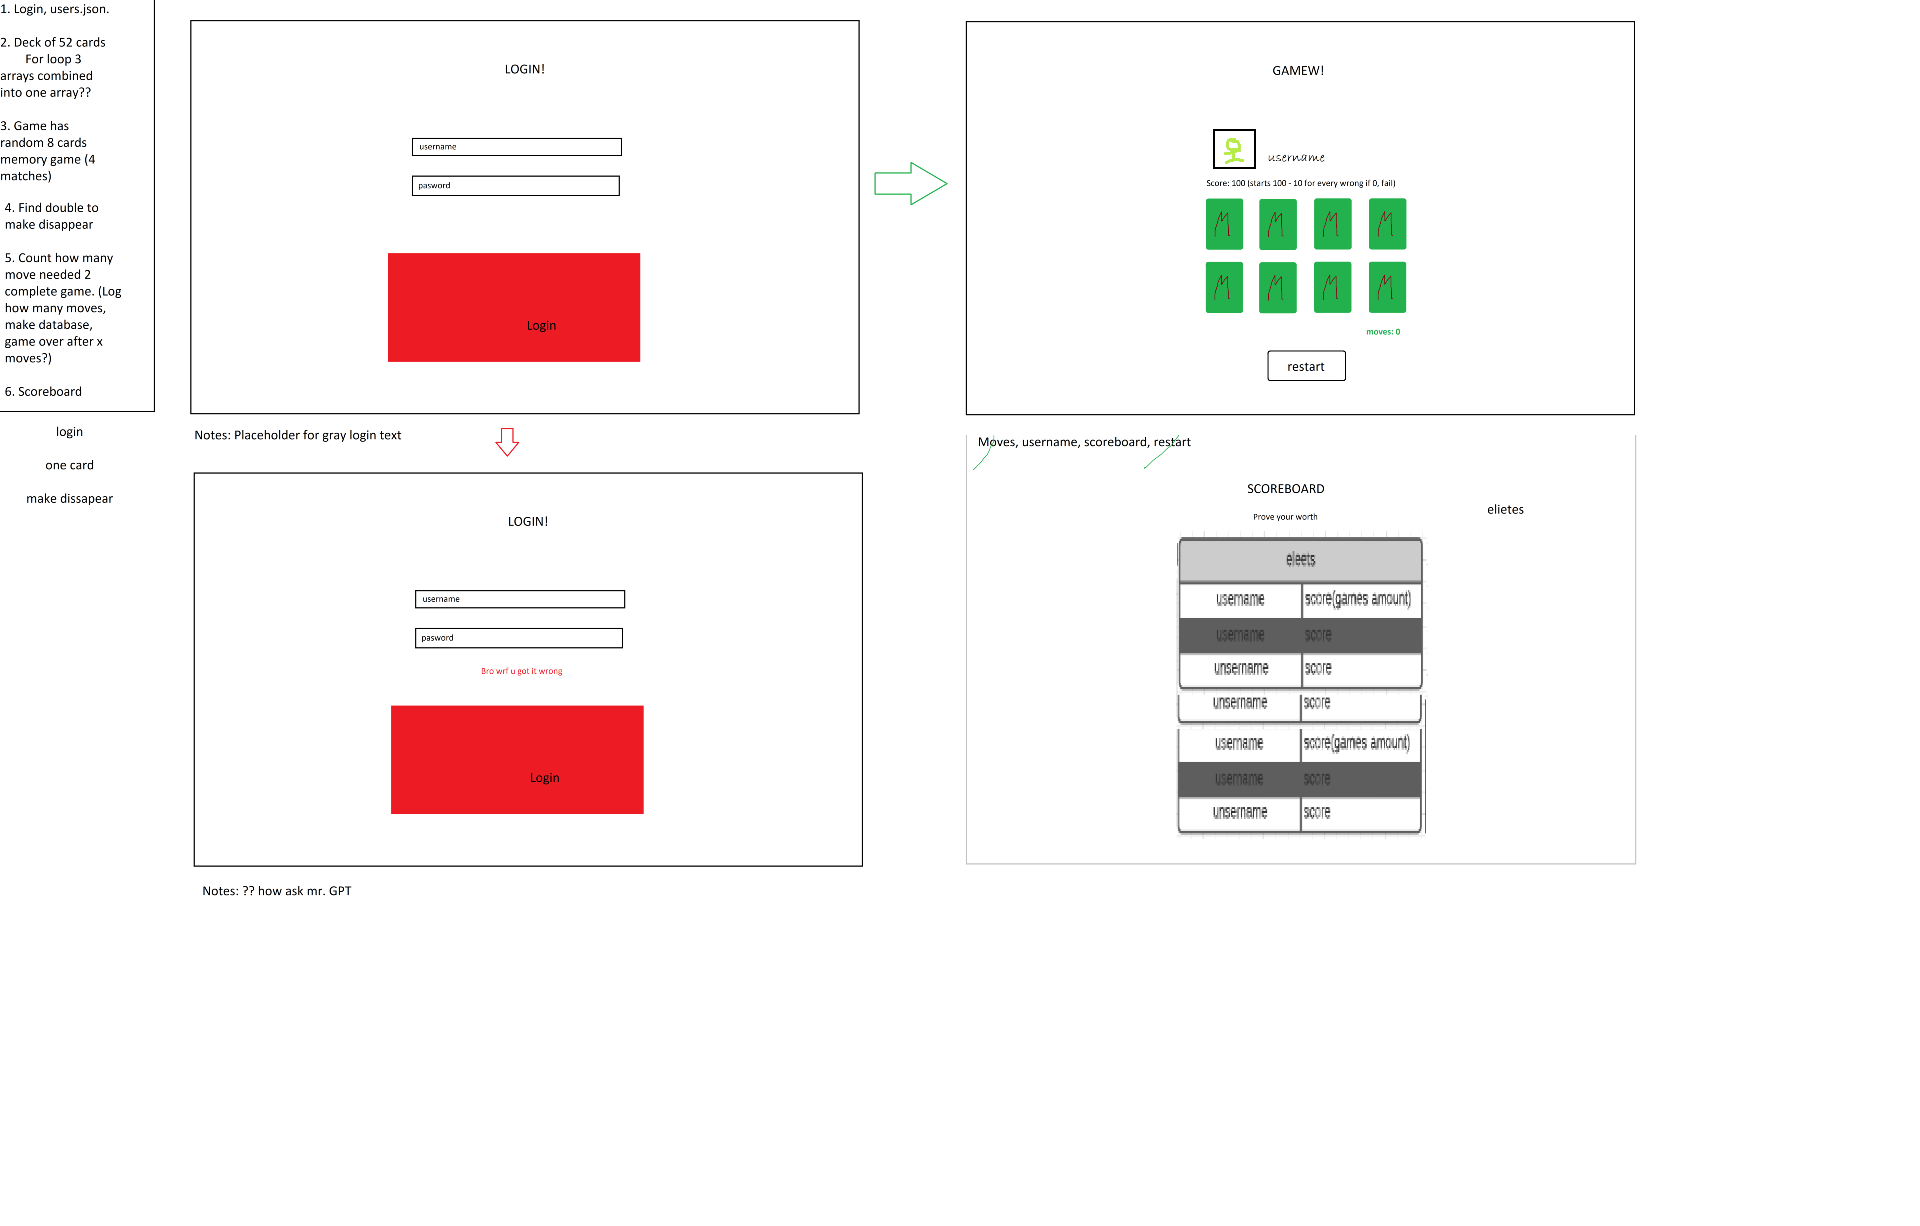 1. Login, users.json.
2. Deck of 52 cards
For loop 3
arrays combined
into one array??
3. Game has
random 8 cards
memory game (4
matches)
4. Find double to
make disappear
5. Count how many
move needed 2
complete game. (Log
how many moves,
make database,
game over after x
moves?)
6. Scoreboard
login
one card
make dissapear
LOGIN!
username
pasword
Login
Notes: Placeholder for gray login text
LOGIN!
username
pasword
Bro wrf u got it wrong
Login
Notes: ?? how ask mr. GPT
GAMEW!
username
Score: 100 (starts 100 - 10 for every wrong if 0, fail)
M M M M
M M M M
moves: 0
restart
Moves, username, scoreboard, restart
SCOREBOARD
elietes
Prove your worth
eleets
username score(games amount)
username score
unsername score
unsername score
username score(games amount)
username score
unsername score